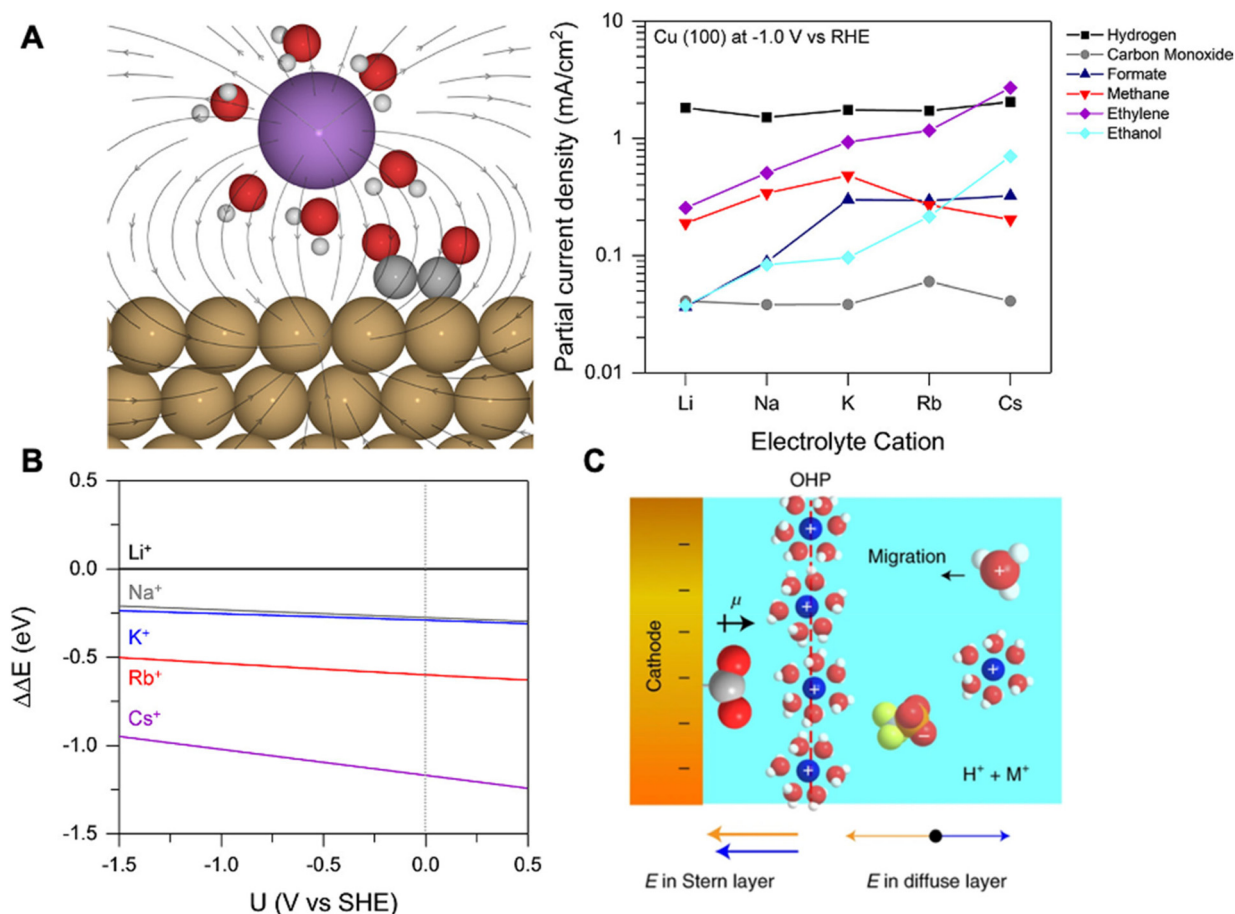 A
Cu (100) at -1.0 V vs RHE
Partial current density (mA/cm²)
10
1
0.1
0.01
Li Na K Rb Cs
Electrolyte Cation
Hydrogen
Carbon Monoxide
Formate
Methane
Ethylene
Ethanol
B
ΔΔE (eV)
0.5
0.0
-0.5
-1.0
-1.5
Li⁺
Na⁺
K⁺
Rb⁺
Cs⁺
-1.5 -1.0 -0.5 0.0 0.5
U (V vs SHE)
C
OHP
Cathode
− − − − − −
μ
+ + + +
Migration
+
+
−
H⁺ + M⁺
E in Stern layer
E in diffuse layer